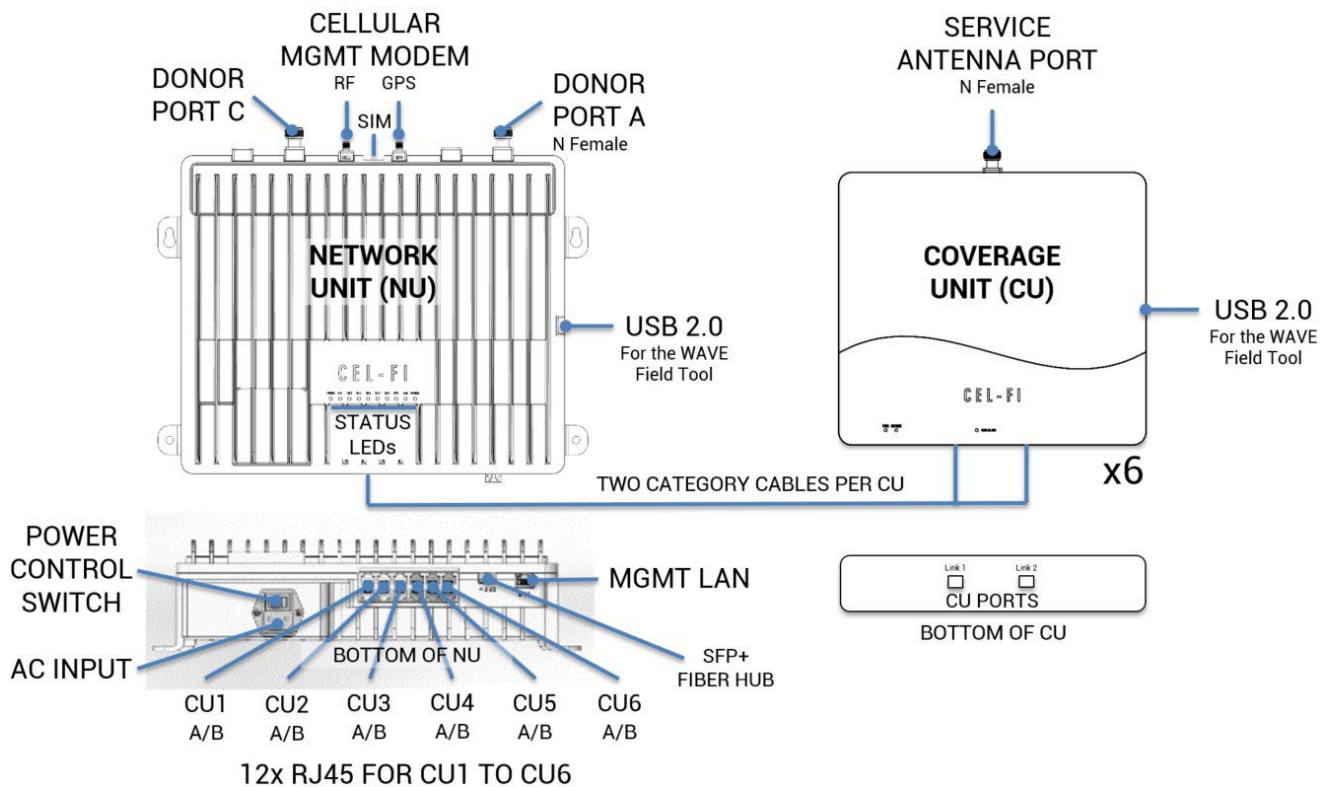 CELLULAR
MGMT MODEM
RF GPS
SIM
DONOR
PORT C
DONOR
PORT A
N Female
SERVICE
ANTENNA PORT
N Female
NETWORK
UNIT (NU)
COVERAGE
UNIT (CU)
USB 2.0
For the WAVE
Field Tool
USB 2.0
For the WAVE
Field Tool
CEL-FI
STATUS
LEDs
CEL-FI
x6
TWO CATEGORY CABLES PER CU
POWER
CONTROL
SWITCH
AC INPUT
MGMT LAN
BOTTOM OF NU
SFP+
FIBER HUB
Link 1 Link 2
CU PORTS
BOTTOM OF CU
CU1 CU2 CU3 CU4 CU5 CU6
A/B A/B A/B A/B A/B A/B
12x RJ45 FOR CU1 TO CU6